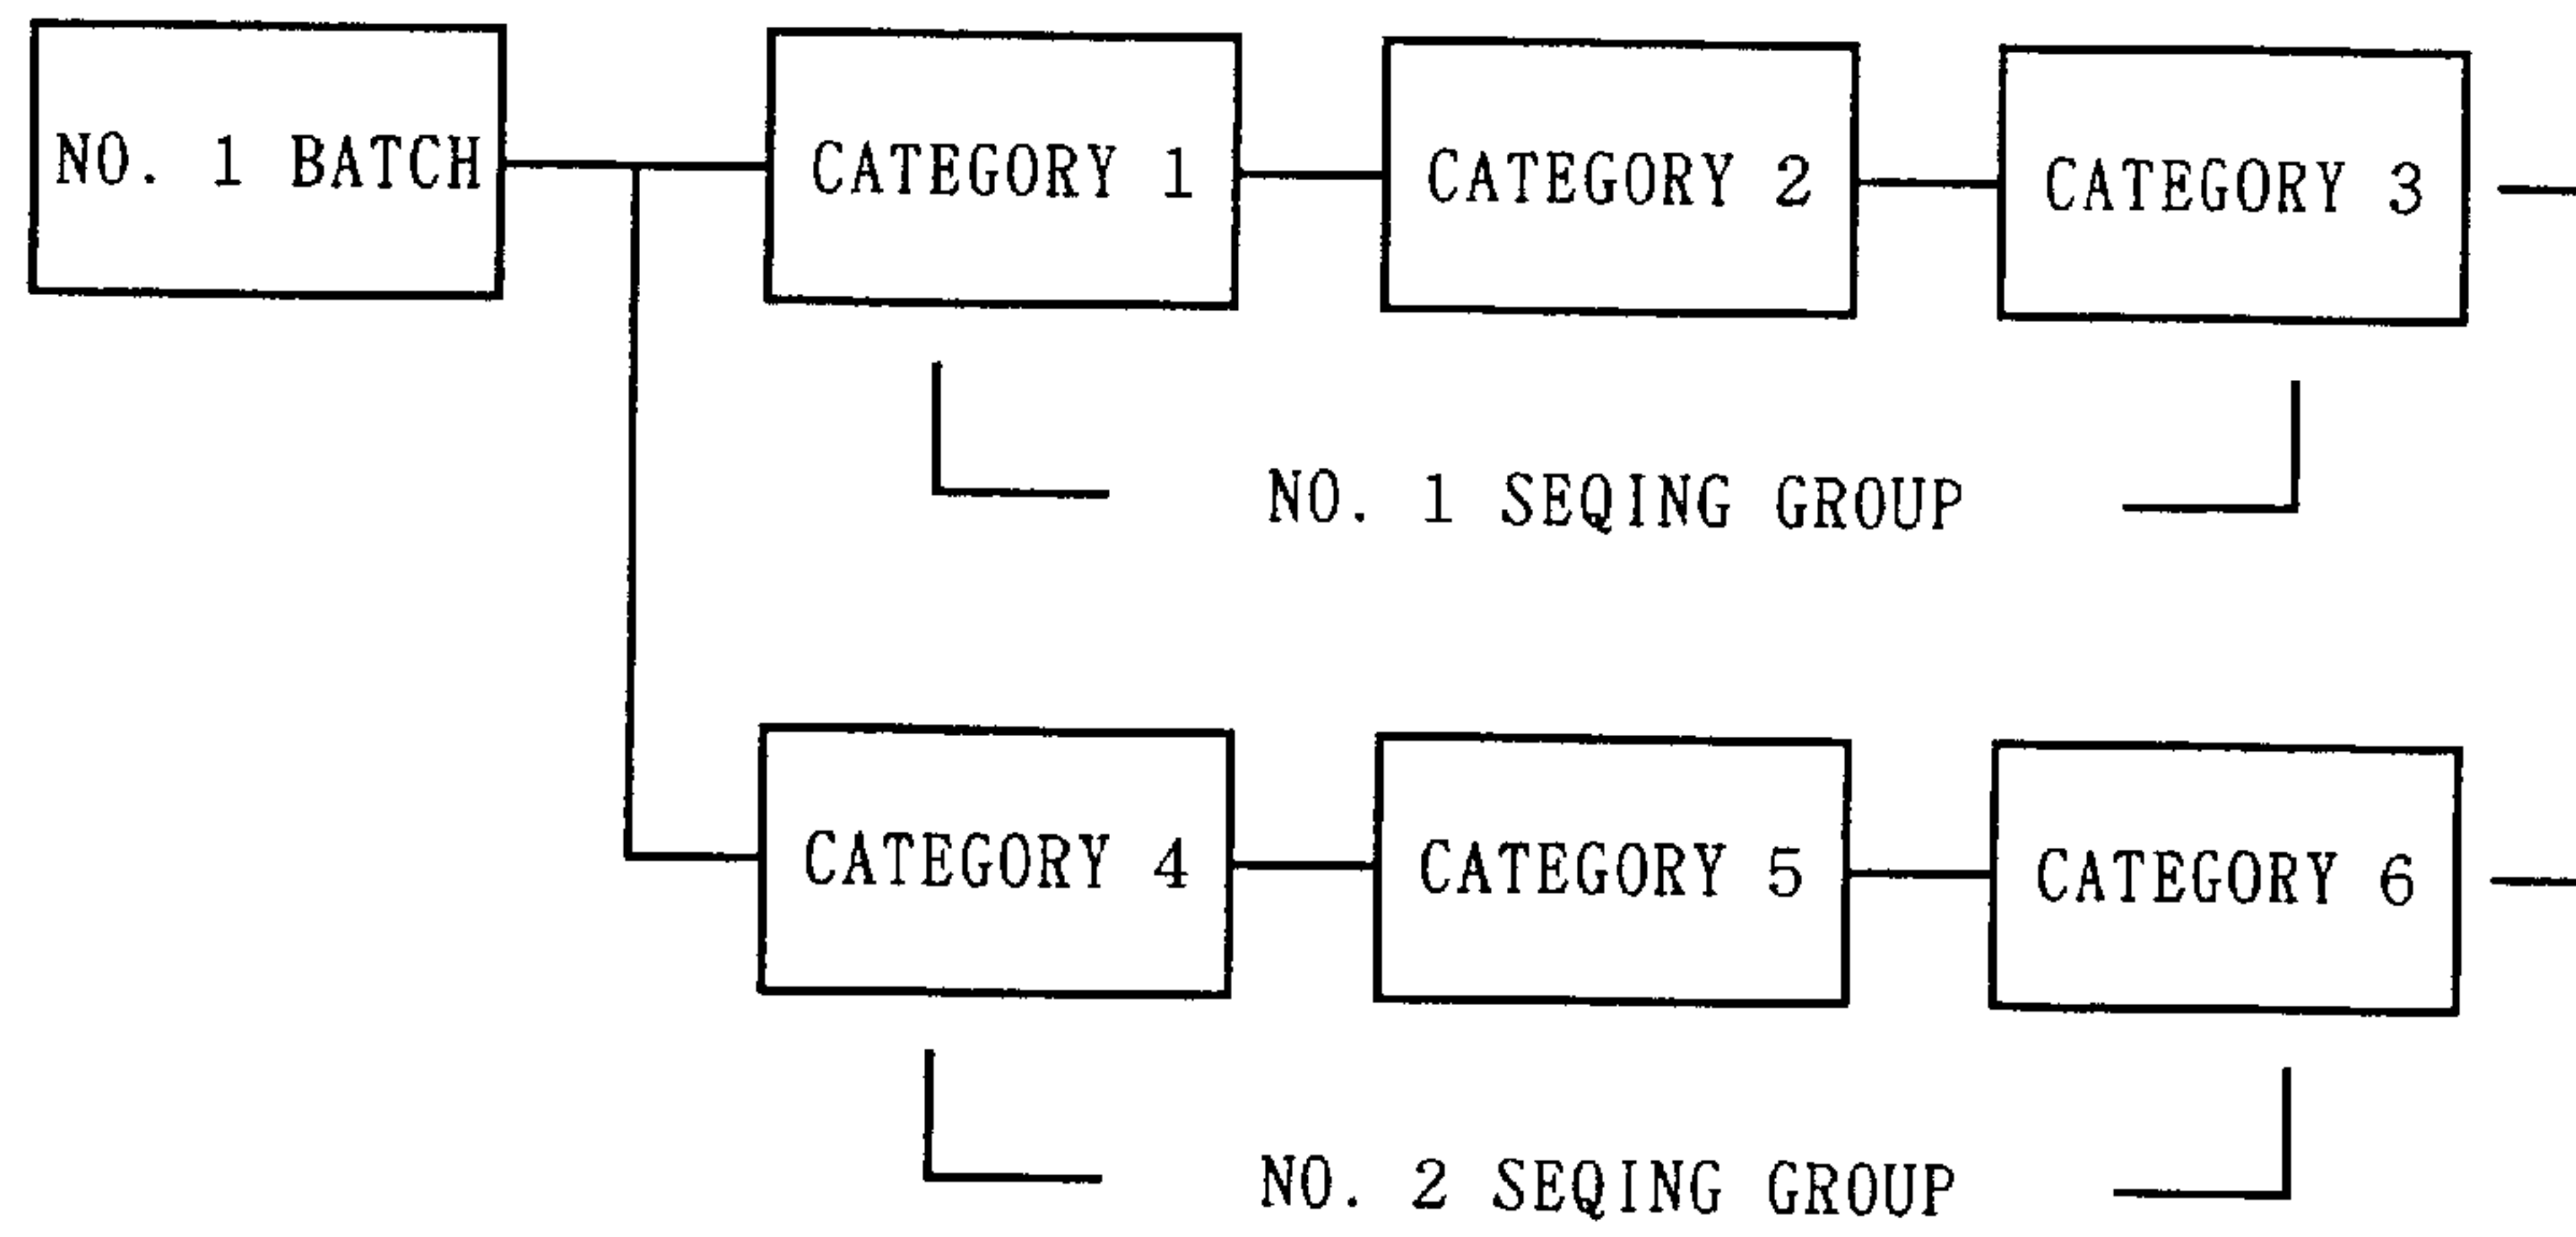 NO. 1 BATCH
CATEGORY 1
CATEGORY 2
CATEGORY 3
NO. 1 SEQING GROUP
CATEGORY 4
CATEGORY 5
CATEGORY 6
NO. 2 SEQING GROUP